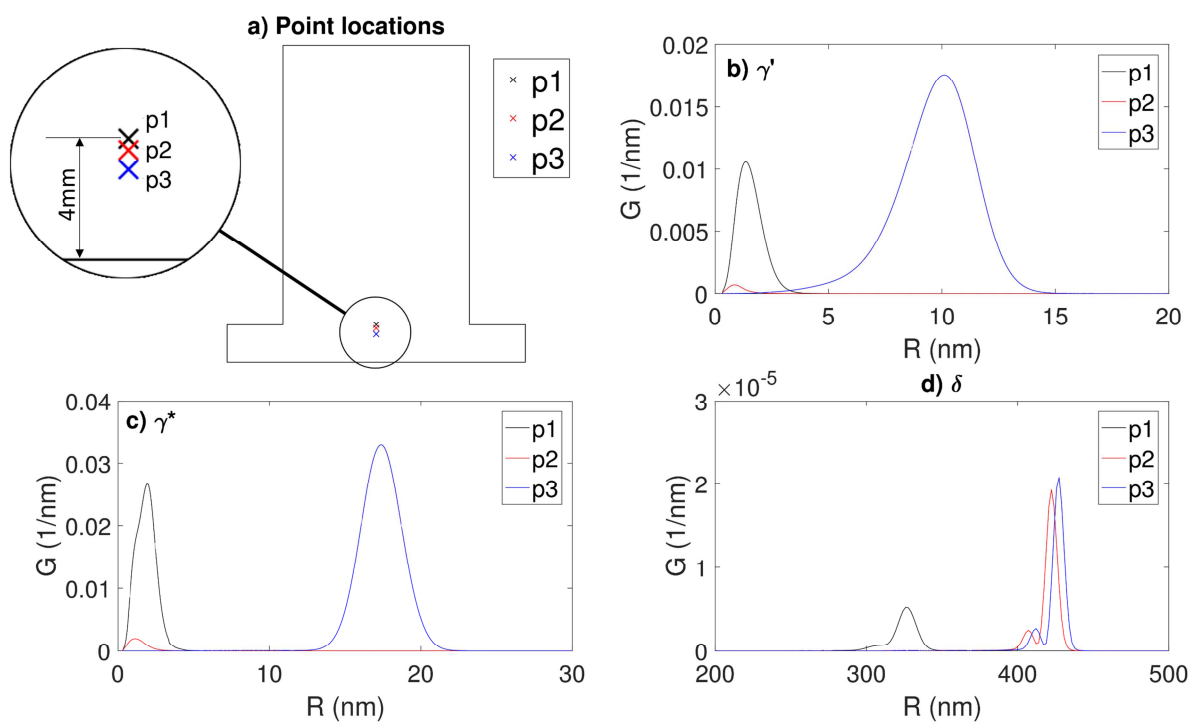 a) Point locations
p1
p2
p3
4mm
p1
p2
p3
b) γ'
G (1/nm)
0.02
0.015
0.01
0.005
0
0
5
10
15
20
R (nm)
p1
p2
p3
c) γ*
G (1/nm)
0.04
0.03
0.02
0.01
0
0
10
20
30
R (nm)
p1
p2
p3
d) δ
×10⁻⁵
G (1/nm)
3
2
1
0
200
300
400
500
R (nm)
p1
p2
p3